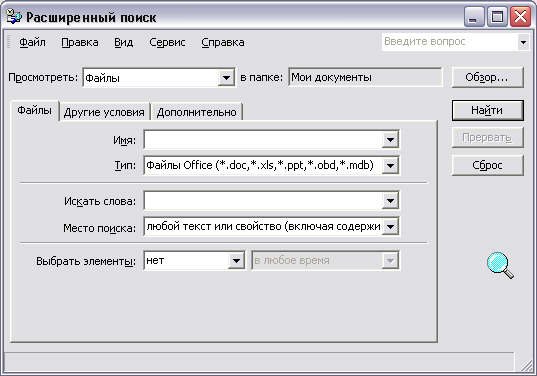 Расширенный поиск
Файл Правка Вид Сервис Справка Введите вопрос
Просмотреть: Файлы в папке: Мои документы Обзор...
Файлы Другие условия Дополнительно Найти
Имя: Прервать
Тип: Файлы Office (*.doc,*.xls,*.ppt,*.obd,*.mdb) Сброс
Искать слова:
Место поиска: любой текст или свойство (включая содержи
Выбрать элементы: нет в любое время